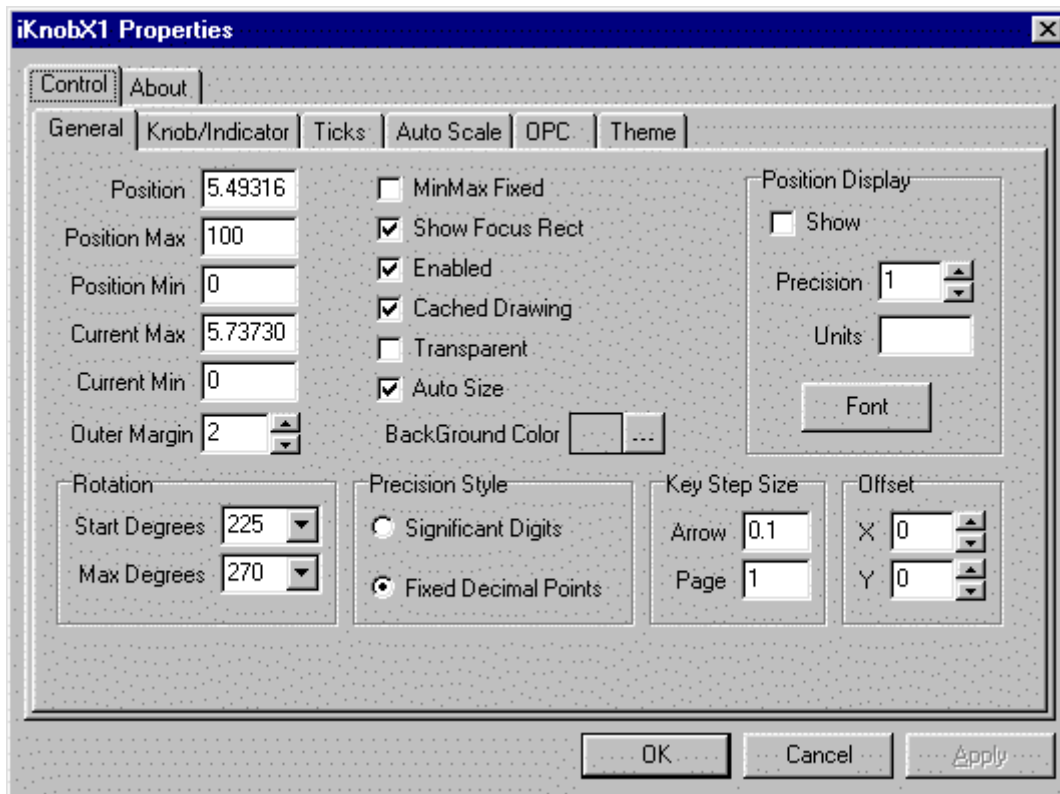 iKnobX1 Properties
Control About
General Knob/Indicator Ticks Auto Scale OPC Theme
Position 5.49316
Position Max 100
Position Min 0
Current Max 5.73730
Current Min 0
Outer Margin 2
MinMax Fixed
Show Focus Rect
Enabled
Cached Drawing
Transparent
Auto Size
BackGround Color ...
Position Display
Show
Precision 1
Units
Font
Rotation
Start Degrees 225
Max Degrees 270
Precision Style
Significant Digits
Fixed Decimal Points
Key Step Size
Arrow 0.1
Page 1
Offset
X 0
Y 0
OK Cancel Apply